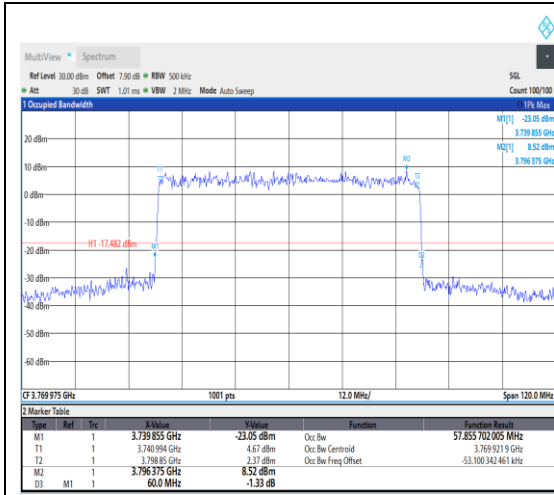 MultiView Spectrum
Ref Level 30.00 dBm Offset 7.90 dB RBW 500 kHz SGL
Att 30 dB SWT 1.01 ms VBW 2 MHz Mode Auto Sweep Count 100/100
1 Occupied Bandwidth 1Pk Max
M1[1] -23.05 dBm
3.739 855 GHz
M2[1] 8.52 dBm
3.796 375 GHz
20 dBm
M2
T1
T2
10 dBm
0 dBm
-10 dBm
H1 -17.482 dBm
M1
-20 dBm
D3
-30 dBm
-40 dBm
-50 dBm
-60 dBm
CF 3.769 975 GHz 1001 pts 12.0 MHz/ Span 120.0 MHz
2 Marker Table
Type Ref Trc X-Value Y-Value Function Function Result
M1 1 3.739 855 GHz -23.05 dBm Occ Bw 57.855 702 005 MHz
T1 1 3.740 994 GHz 4.67 dBm Occ Bw Centroid 3.769 921 9 GHz
T2 1 3.798 85 GHz 2.37 dBm Occ Bw Freq Offset -53.100 342 461 kHz
M2 1 3.796 375 GHz 8.52 dBm
D3 M1 1 60.0 MHz -1.33 dB